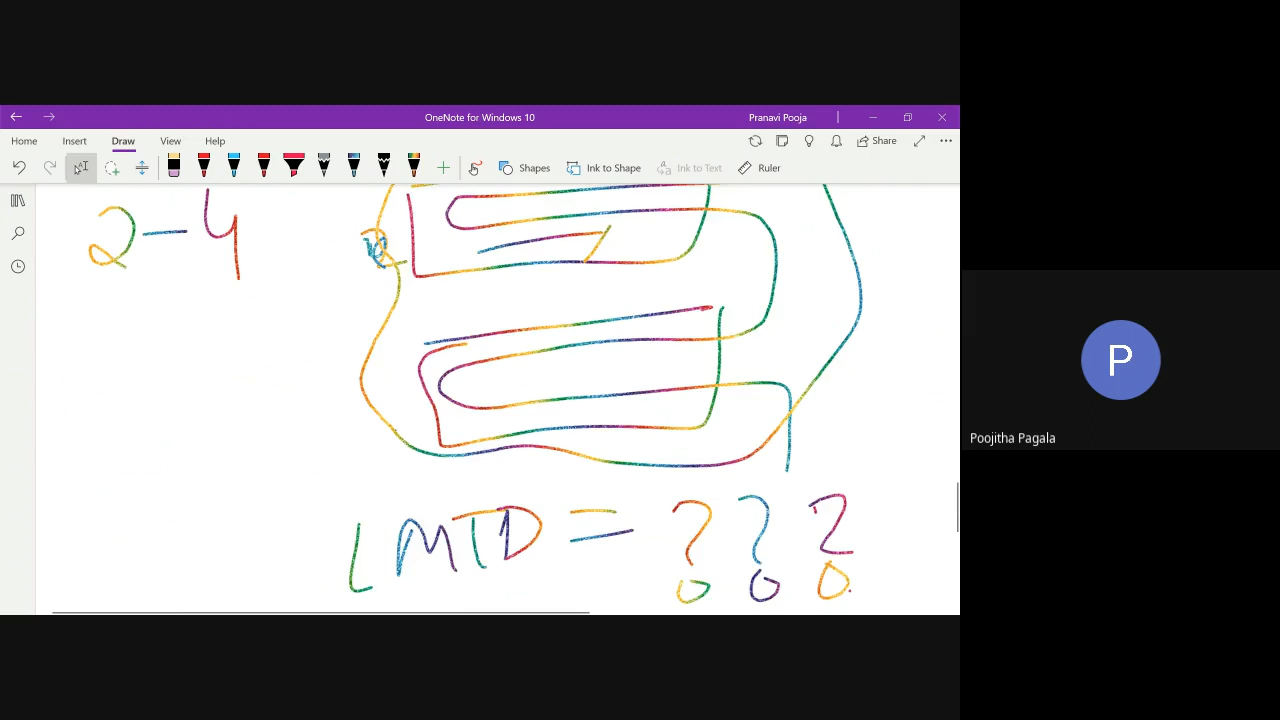 OneNote for Windows 10
Pranavi Pooja
Home Insert Draw View Help
Share
Shapes Ink to Shape Ink to Text Ruler
2-4
LMTD = ? ? ?
P
Poojitha Pagala